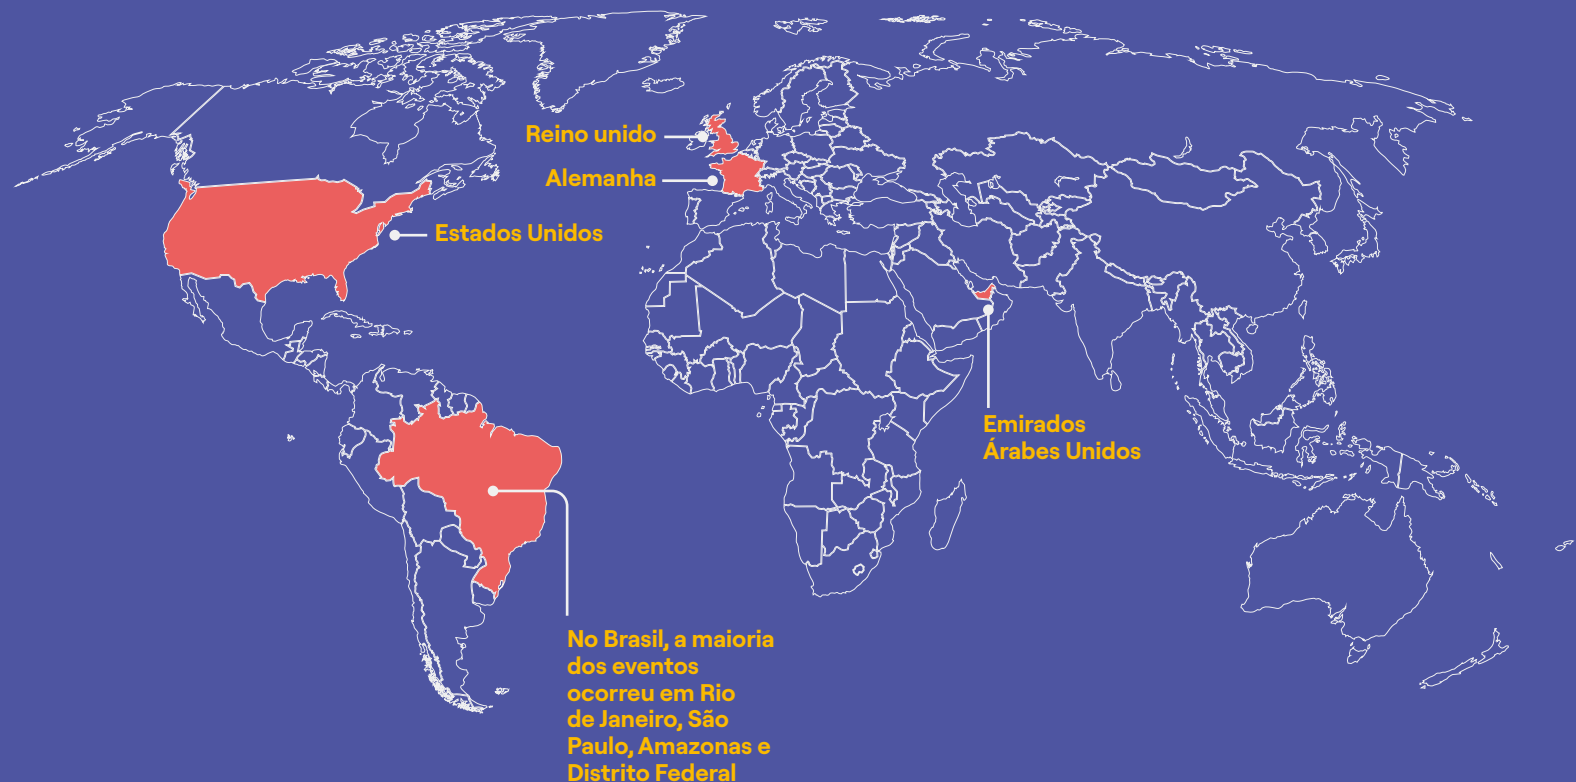 Reino unido
Alemanha
Estados Unidos
Emirados
Árabes Unidos
No Brasil, a maioria
dos eventos
ocorreu em Rio
de Janeiro, São
Paulo, Amazonas e
Distrito Federal